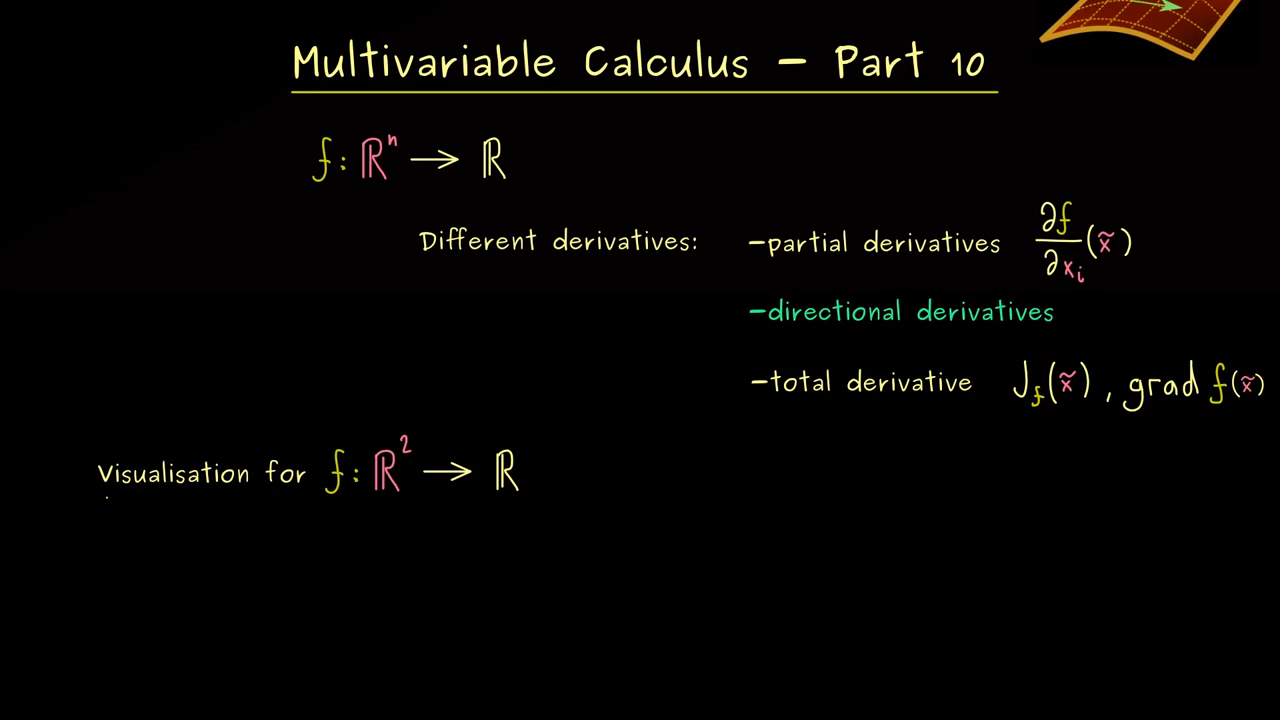 Multivariable Calculus – Part 10
f: ℝⁿ → ℝ
Different derivatives: –partial derivatives ∂f/∂xᵢ(x̃)
–directional derivatives
–total derivative J_f(x̃), grad f(x̃)
Visualisation for f: ℝ² → ℝ